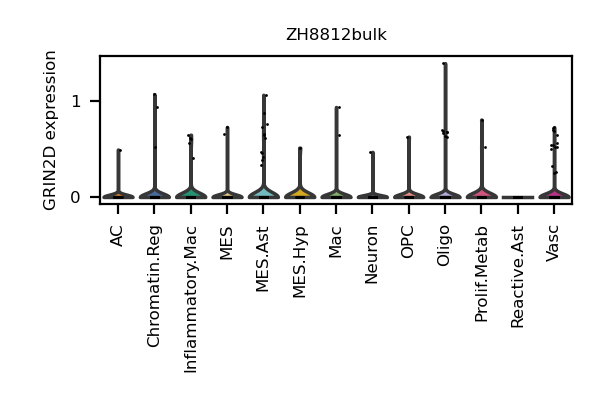 ZH8812bulk
GRIN2D expression
1
0
AC
Chromatin.Reg
Inflammatory.Mac
MES
MES.Ast
MES.Hyp
Mac
Neuron
OPC
Oligo
Prolif.Metab
Reactive.Ast
Vasc